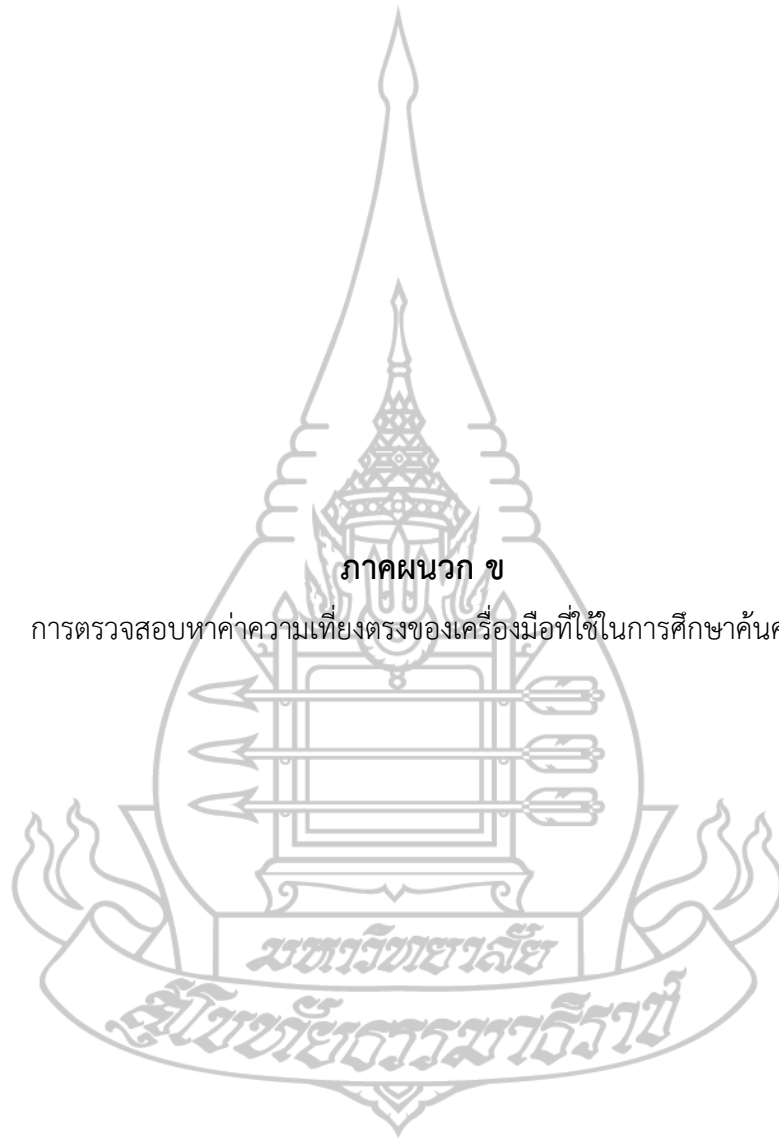 ภาคผนวก ข
การตรวจสอบหาค่าความเที่ยงตรงของเครื่องมือที่ใช้ในการศึกษาค้น
มหาวิทยาลัย
สุโขทัยธรรมาธิราช